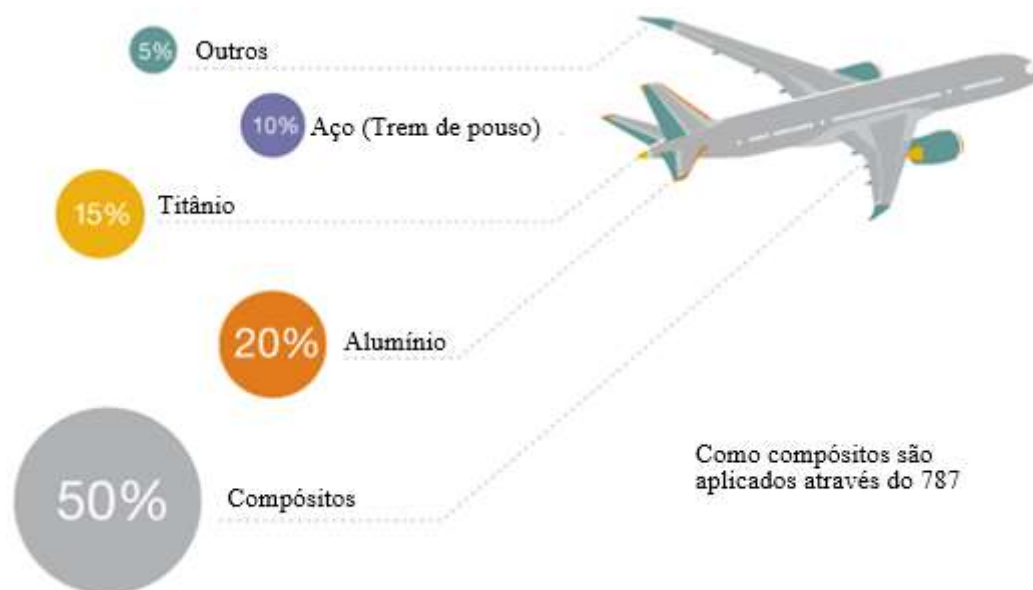 5% Outros
10% Aço (Trem de pouso)
15% Titânio
20% Alumínio
50% Compósitos
Como compósitos são
aplicados através do 787